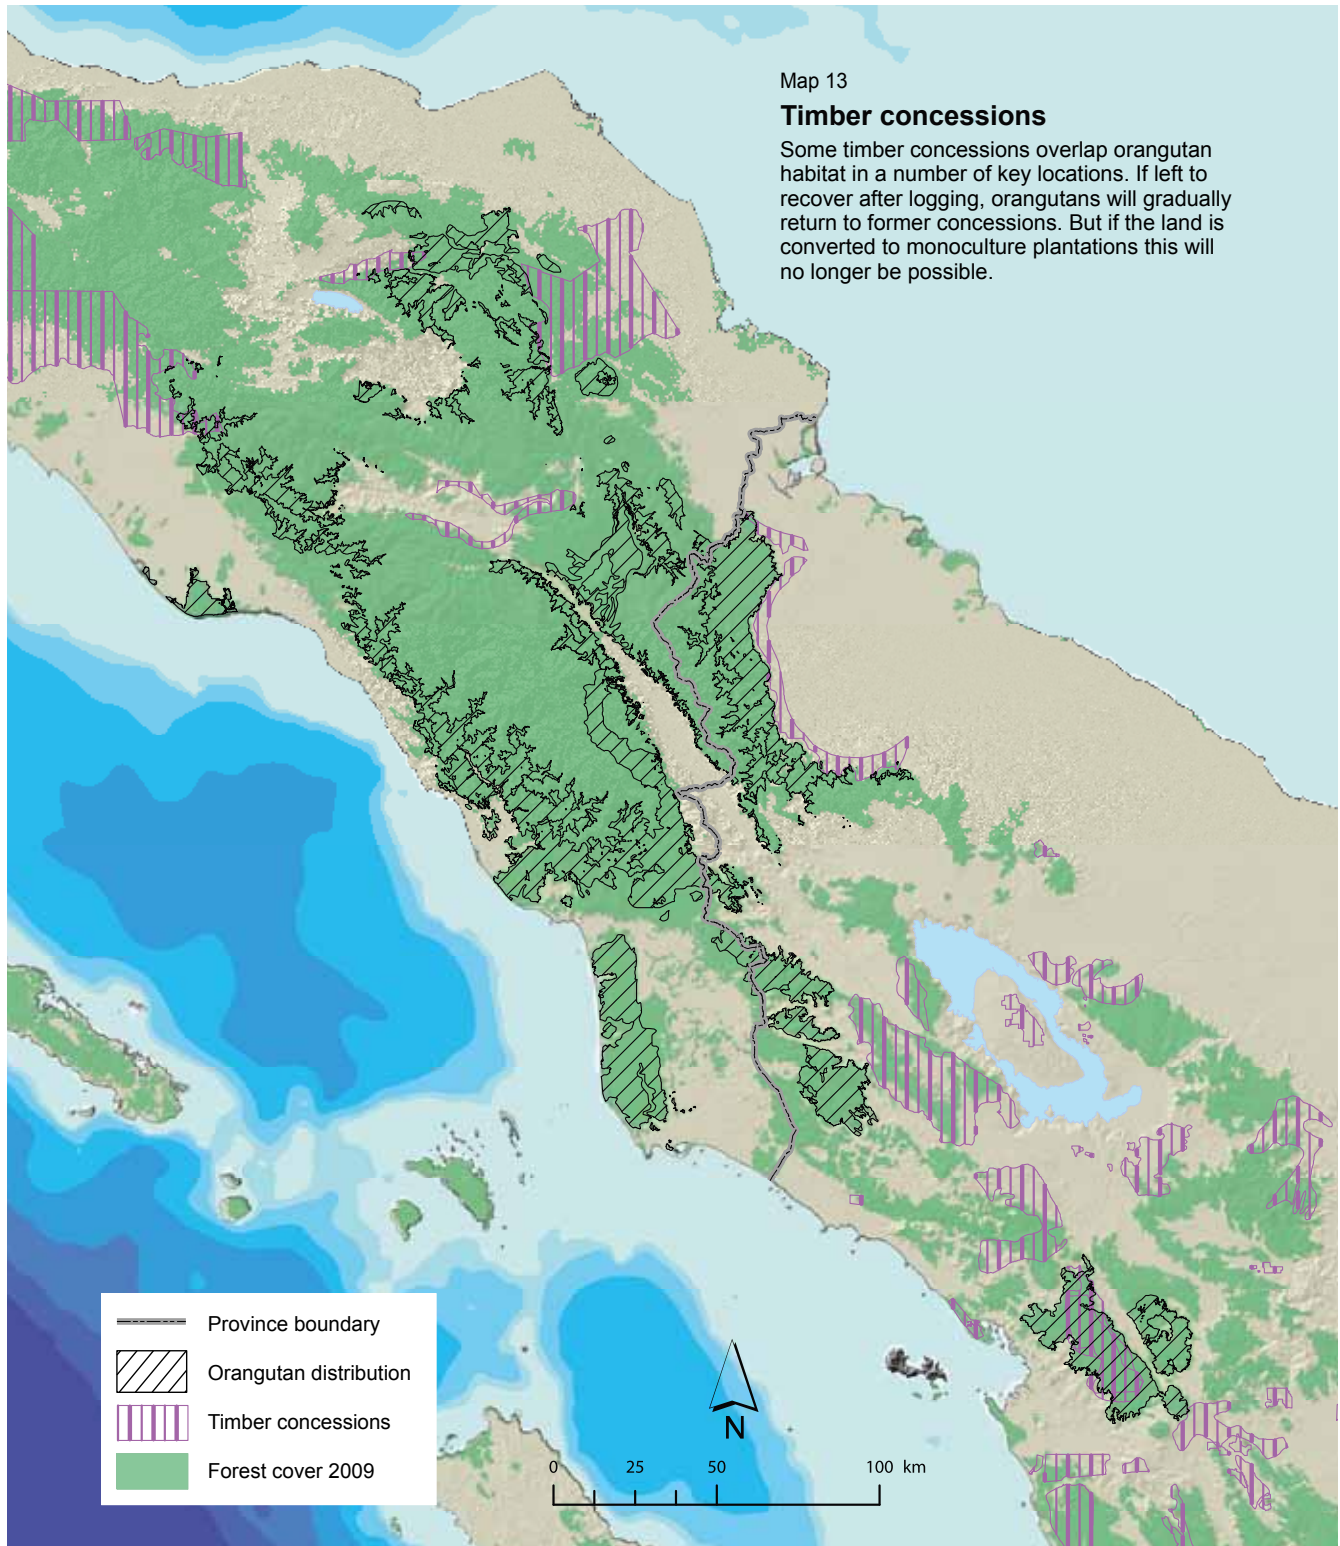 Map 13
Timber concessions
Some timber concessions overlap orangutan
habitat in a number of key locations. If left to
recover after logging, orangutans will gradually
return to former concessions. But if the land is
converted to monoculture plantations this will
no longer be possible.
Province boundary
Orangutan distribution
Timber concessions
Forest cover 2009
N
0 25 50 100 km